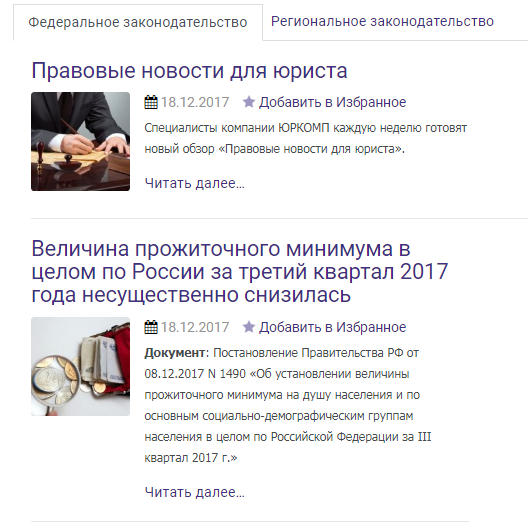 Федеральное законодательство
Региональное законодательство
Правовые новости для юриста
18.12.2017 Добавить в Избранное
Специалисты компании ЮРКОМП каждую неделю готовят
новый обзор «Правовые новости для юриста».
Читать далее...
Величина прожиточного минимума в
целом по России за третий квартал 2017
года несущественно снизилась
18.12.2017 Добавить в Избранное
Документ: Постановление Правительства РФ от
08.12.2017 N 1490 «Об установлении величины
прожиточного минимума на душу населения и по
основным социально-демографическим группам
населения в целом по Российской Федерации за III
квартал 2017 г.»
Читать далее...